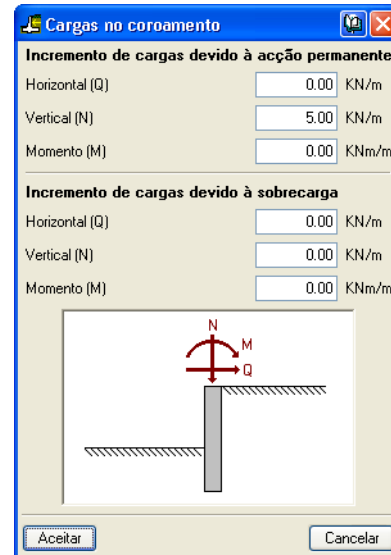 Cargas no coroamento
Incremento de cargas devido à acção permanente
Horizontal (Q) 0.00 KN/m
Vertical (N) 5.00 KN/m
Momento (M) 0.00 KNm/m
Incremento de cargas devido à sobrecarga
Horizontal (Q) 0.00 KN/m
Vertical (N) 0.00 KN/m
Momento (M) 0.00 KNm/m
N
M
Q
Aceitar Cancelar